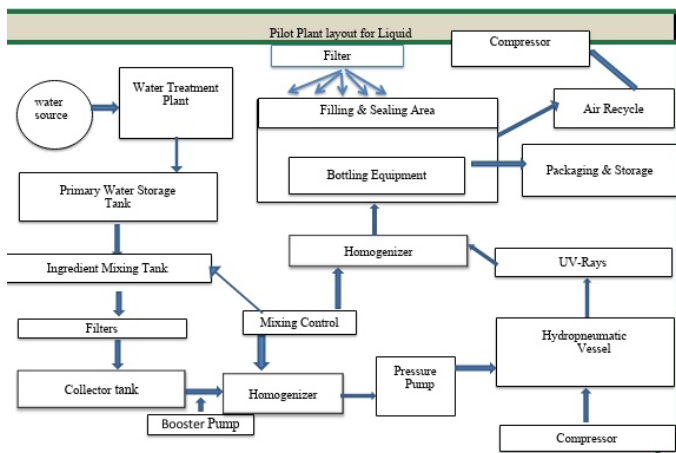 Pilot Plant layout for Liquid
Filter
Compressor
water
source
Water Treatment
Plant
Filling & Sealing Area
Air Recycle
Bottling Equipment
Packaging & Storage
Primary Water Storage
Tank
Homogenizer
Ingredient Mixing Tank
UV-Rays
Filters
Mixing Control
Hydropneumatic
Vessel
Collector tank
Homogenizer
Pressure
Pump
Booster Pump
Compressor